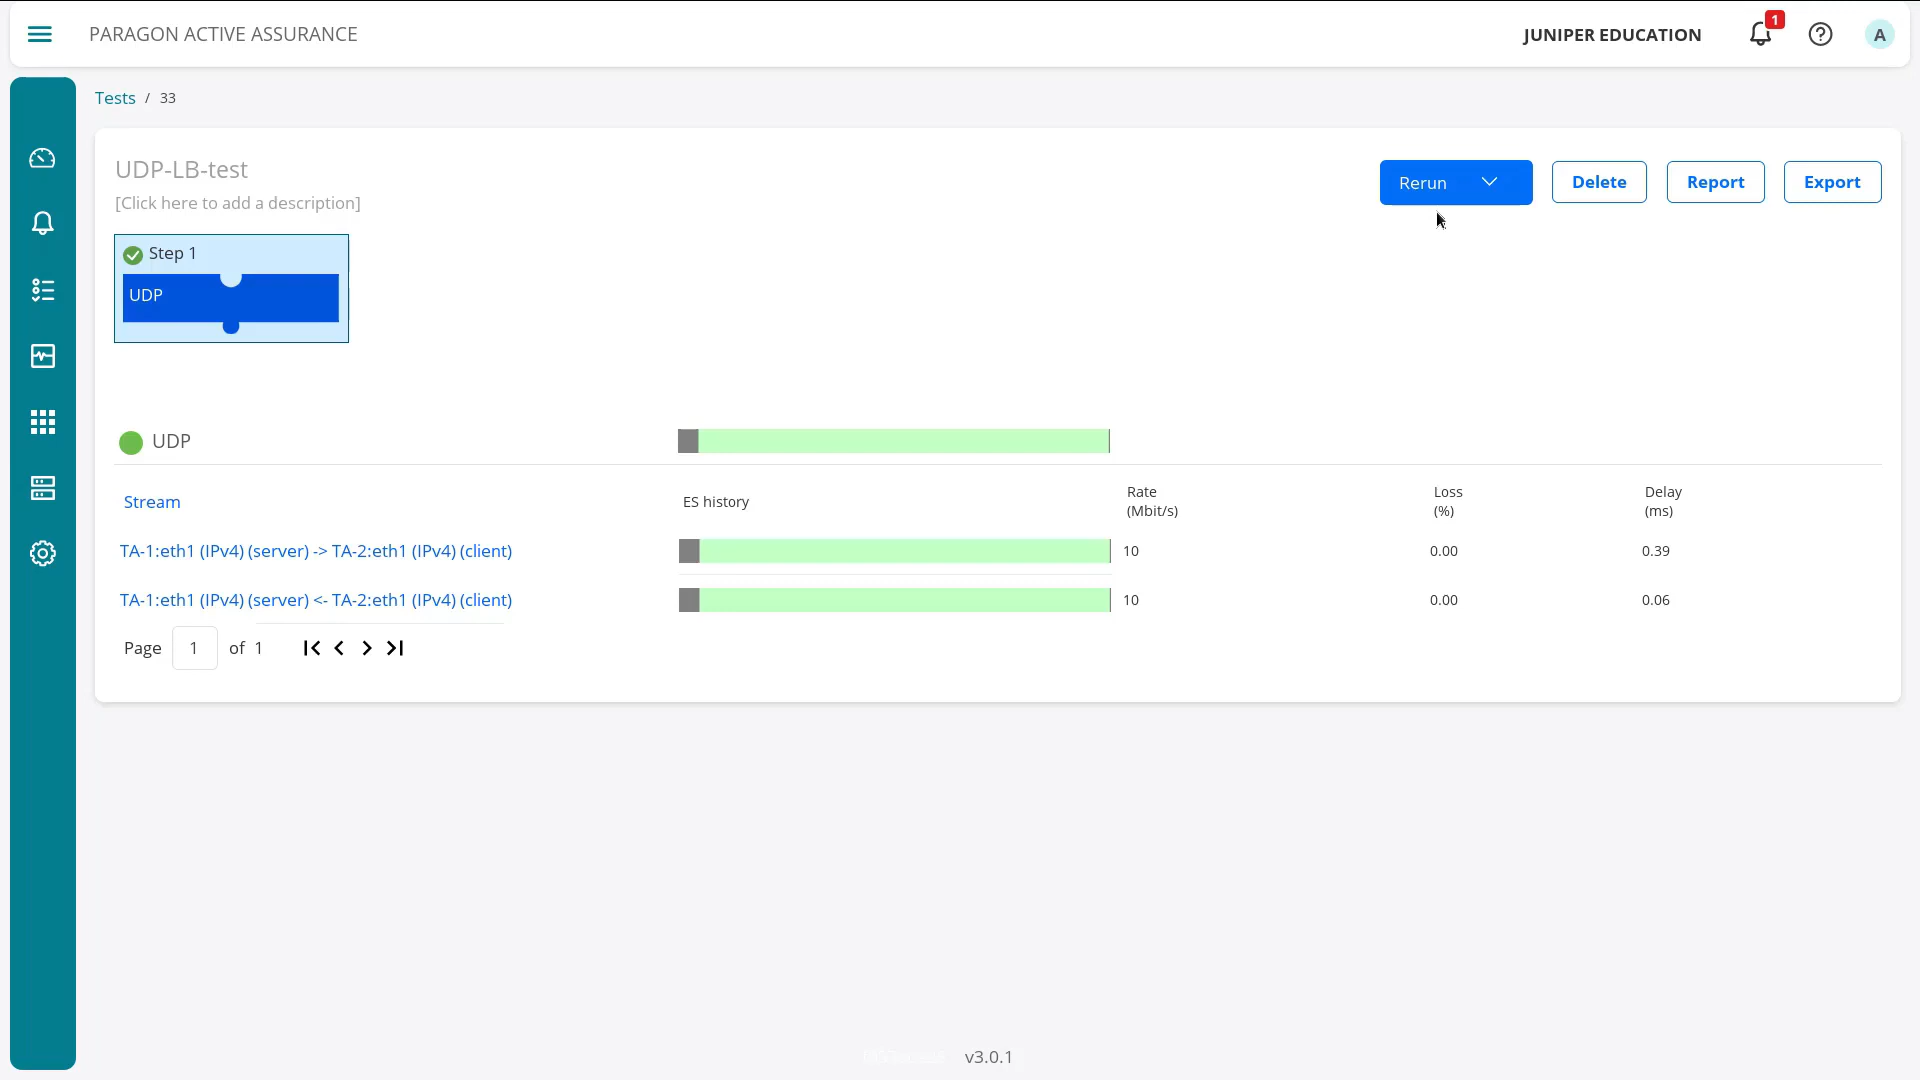 PARAGON ACTIVE ASSURANCE
JUNIPER EDUCATION
1
A
Tests / 33
UDP-LB-test
[Click here to add a description]
Rerun
Delete
Report
Export
Step 1
UDP
UDP
Stream
ES history
Rate
(Mbit/s)
Loss
(%)
Delay
(ms)
TA-1:eth1 (IPv4) (server) -> TA-2:eth1 (IPv4) (client)
10
0.00
0.39
TA-1:eth1 (IPv4) (server) <- TA-2:eth1 (IPv4) (client)
10
0.00
0.06
Page 1 of 1
v3.0.1